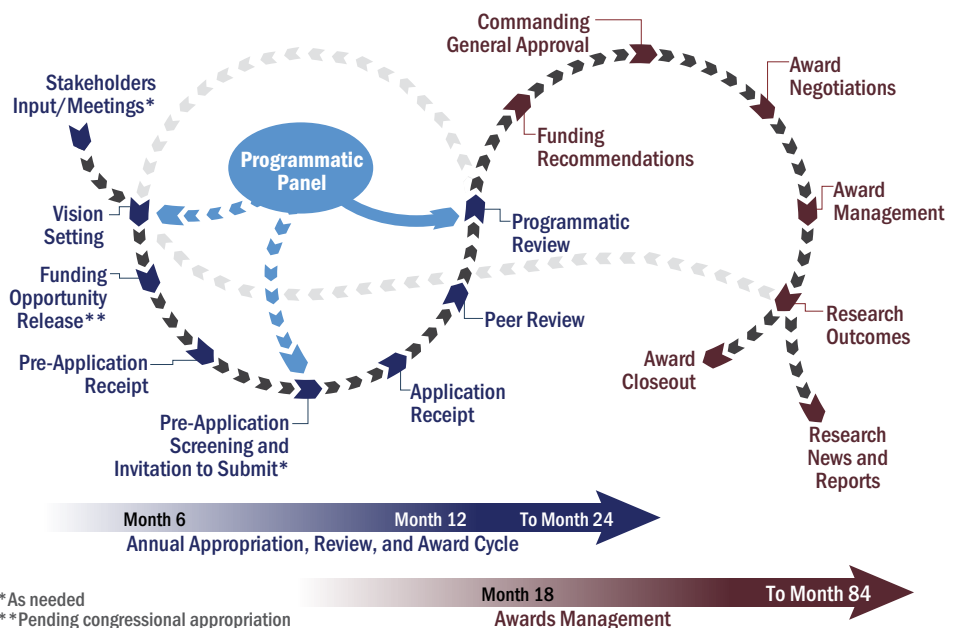 Commanding
General Approval
Stakeholders
Input/Meetings*
Award
Negotiations
Programmatic
Panel
Funding
Recommendations
Award
Management
Vision
Setting
Programmatic
Review
Funding
Opportunity
Release**
Peer Review
Research
Outcomes
Pre-Application
Receipt
Award
Closeout
Application
Receipt
Pre-Application
Screening and
Invitation to Submit*
Research
News and
Reports
Month 6
Month 12
To Month 24
Annual Appropriation, Review, and Award Cycle
Month 18
To Month 84
Awards Management
*As needed
**Pending congressional appropriation